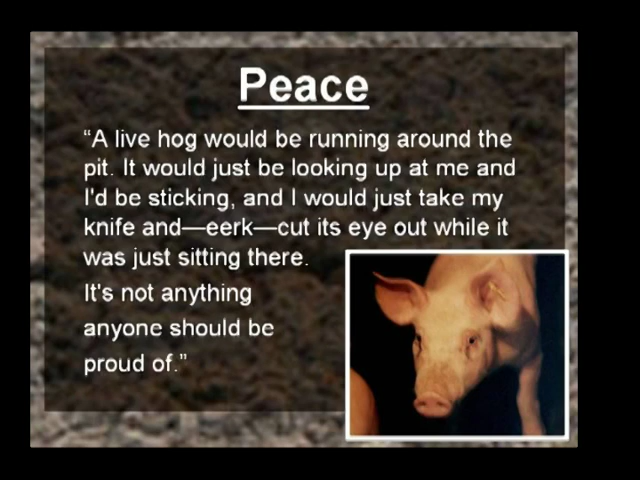 Peace
“A live hog would be running around the
pit. It would just be looking up at me and
I'd be sticking, and I would just take my
knife and—eerk—cut its eye out while it
was just sitting there.
It's not anything
anyone should be
proud of.”